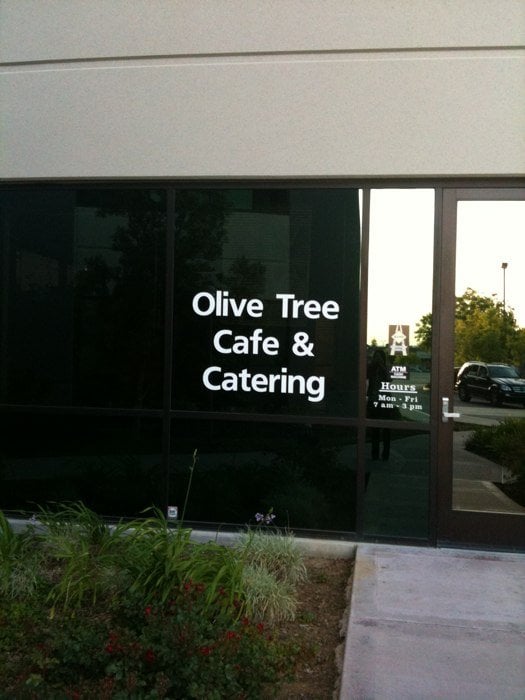 Olive Tree
Cafe &
Catering
ATM
Hours
Mon - Fri
7 am - 3 pm